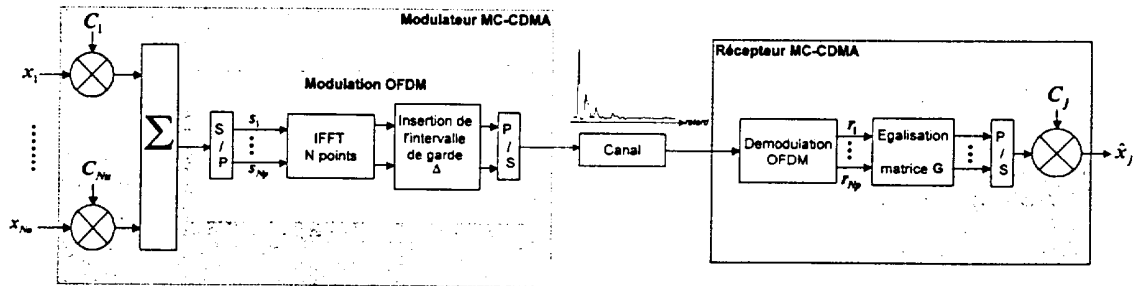 Modulateur MC-CDMA
C1
x1
Modulation OFDM
Σ
S / P
s1
sNp
IFFT
N points
Insertion de
l'intervalle
de garde
Δ
P / S
CNu
xNu
Canal
Récepteur MC-CDMA
Demodulation
OFDM
r1
rNp
Egalisation
matrice G
P / S
Cj
x̂j